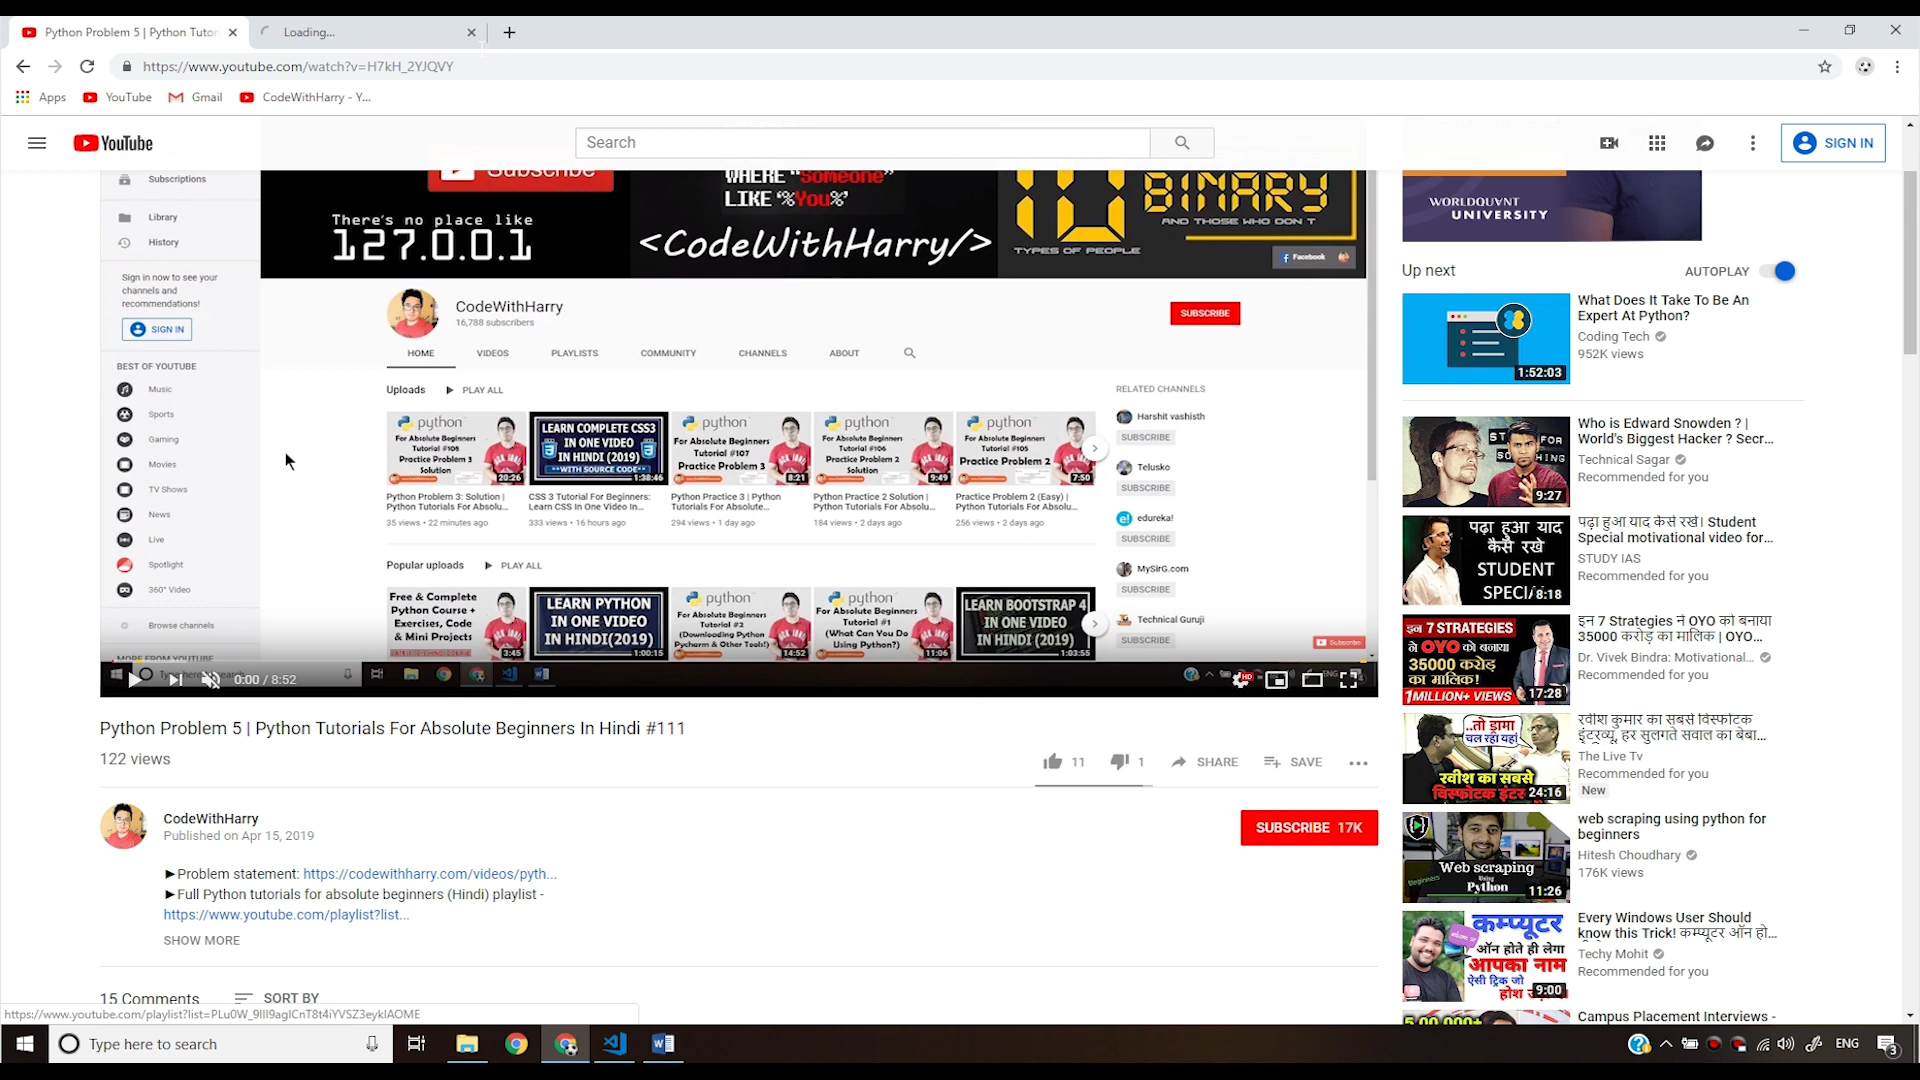 Python Problem 5 | Python Tutor
Loading...
https://www.youtube.com/watch?v=H7kH_2YJQVY
Apps YouTube Gmail CodeWithHarry - Y...
YouTube
Search
SIGN IN
Subscriptions
Library
History
Sign in now to see your
channels and
recommendations!
SIGN IN
BEST OF YOUTUBE
Music
Sports
Gaming
Movies
TV Shows
News
Live
Spotlight
360° Video
Browse channels
MORE FROM YOUTUBE
Subscribe
There's no place like
127.0.0.1
WHERE "Someone"
LIKE '%You%'
<CodeWithHarry/>
10 BINARY
AND THOSE WHO DON T
TYPES OF PEOPLE
Facebook
CodeWithHarry
16,788 subscribers
SUBSCRIBE
HOME VIDEOS PLAYLISTS COMMUNITY CHANNELS ABOUT
Uploads PLAY ALL
python
For Absolute Beginners
Practice Problem 3
Solution
20:26
Python Problem 3: Solution |
Python Tutorials For Absolu...
35 views • 22 minutes ago
LEARN COMPLETE CSS3
IN ONE VIDEO
IN HINDI (2019)
**WITH SOURCE CODE**
1:38:46
CSS 3 Tutorial For Beginners:
Learn CSS In One Video In...
333 views • 16 hours ago
python
For Absolute Beginners
Tutorial #107
Practice Problem 3
8:21
Python Practice 3 | Python
Tutorials For Absolute...
294 views • 1 day ago
python
For Absolute Beginners
Tutorial #106
Practice Problem 2
Solution
9:49
Python Practice 2 Solution |
Python Tutorials For Absolu...
184 views • 2 days ago
python
For Absolute Beginners
Tutorial #105
Practice Problem 2
7:50
Practice Problem 2 (Easy) |
Python Tutorials For Absolu...
256 views • 2 days ago
Popular uploads PLAY ALL
Free & Complete
Python Course +
Exercises, Code
& Mini Projects
3:45
LEARN PYTHON
IN ONE VIDEO
IN HINDI(2019)
1:00:15
python
For Absolute Beginners
Tutorial #2
(Downloading Python
Pycharm & Other Tools!)
14:52
python
For Absolute Beginners
Tutorial #1
(What Can You Do
Using Python?)
11:06
LEARN BOOTSTRAP 4
IN ONE VIDEO
IN HINDI (2019)
1:03:55
RELATED CHANNELS
Harshit vashisth
SUBSCRIBE
Telusko
SUBSCRIBE
edureka!
SUBSCRIBE
MySirG.com
SUBSCRIBE
Technical Guruji
SUBSCRIBE
Subscribe
0:00 / 8:52
HD
Python Problem 5 | Python Tutorials For Absolute Beginners In Hindi #111
122 views
11 1 SHARE SAVE
CodeWithHarry
Published on Apr 15, 2019
SUBSCRIBE 17K
►Problem statement: https://codewithharry.com/videos/pyth...
►Full Python tutorials for absolute beginners (Hindi) playlist -
https://www.youtube.com/playlist?list...
SHOW MORE
15 Comments SORT BY
WORLDQUVNT
UNIVERSITY
Up next AUTOPLAY
1:52:03
What Does It Take To Be An
Expert At Python?
Coding Tech
952K views
9:27
Who is Edward Snowden ? |
World's Biggest Hacker ? Secr...
Technical Sagar
Recommended for you
पढ़ा हुआ याद
कैसे रखे
STUDENT
SPECI
8:18
पढ़ा हुआ याद कैसे रखें। Student
Special motivational video for...
STUDY IAS
Recommended for you
इन 7 STRATEGIES
ने OYO को बनाया
35000 करोड़
का मालिक!
1MILLION+ VIEWS
17:28
इन 7 Strategies ने OYO को बनाया
35000 करोड़ का मालिक | OYO...
Dr. Vivek Bindra: Motivational...
Recommended for you
..तो ड्रामा
चल रहा यहां
रवीश का सबसे
विस्फोटक इंटर
24:16
रवीश कुमार का सबसे विस्फोटक
इंटरव्यू, हर सुलगते सवाल का बेबा...
The Live Tv
Recommended for you
New
Beginners
Web scraping
Using
Python
11:26
web scraping using python for
beginners
Hitesh Choudhary
176K views
कम्प्यूटर
ऑन होते ही लेगा
आपका नाम
ऐसी ट्रिक जो
होश
9:00
Every Windows User Should
know this Trick! कम्प्यूटर ऑन हो...
Techy Mohit
Recommended for you
5,00,000+
Campus Placement Interviews -
https://www.youtube.com/playlist?list=PLu0W_9lII9agICnT8t4iYVSZ3eykIAOME
Type here to search
ENG
3